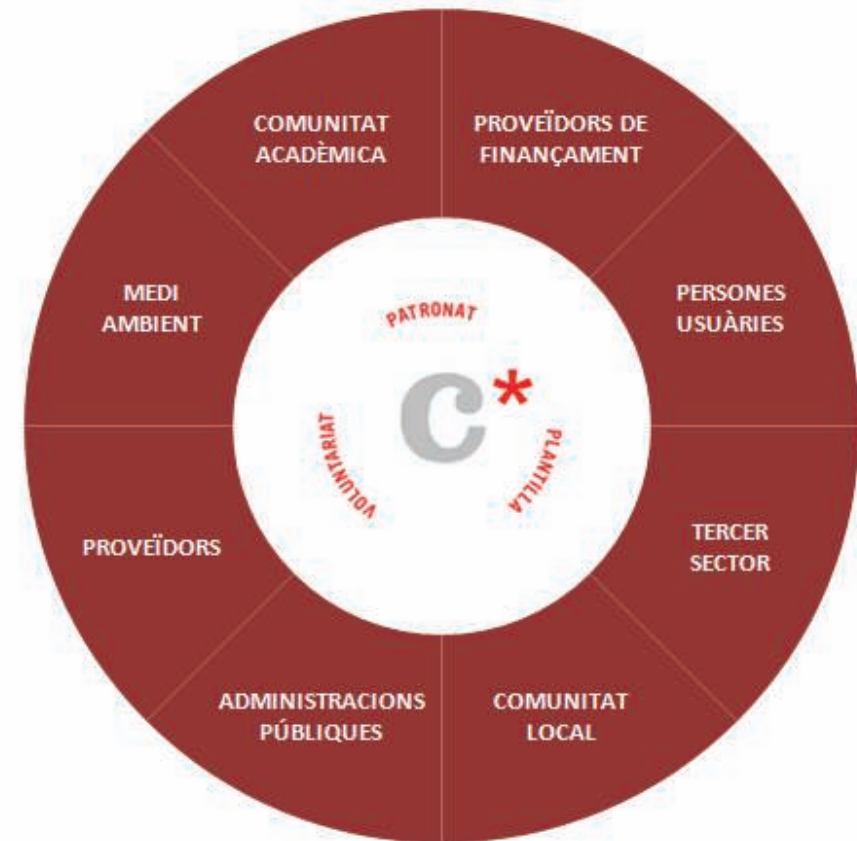 COMUNITAT
ACADÈMICA
PROVEÏDORS DE
FINANÇAMENT
MEDI
AMBIENT
PERSONES
USUÀRIES
PATRONAT
C*
VOLUNTARIAT
PLANTILLA
PROVEÏDORS
TERCER
SECTOR
ADMINISTRACIONS
PÚBLIQUES
COMUNITAT
LOCAL